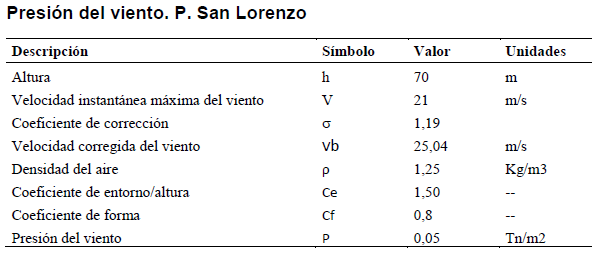 Presión del viento. P. San Lorenzo
Descripción Símbolo Valor Unidades
Altura h 70 m
Velocidad instantánea máxima del viento V 21 m/s
Coeficiente de corrección σ 1,19
Velocidad corregida del viento Vb 25,04 m/s
Densidad del aire ρ 1,25 Kg/m3
Coeficiente de entorno/altura Ce 1,50 --
Coeficiente de forma Cf 0,8 --
Presión del viento P 0,05 Tn/m2